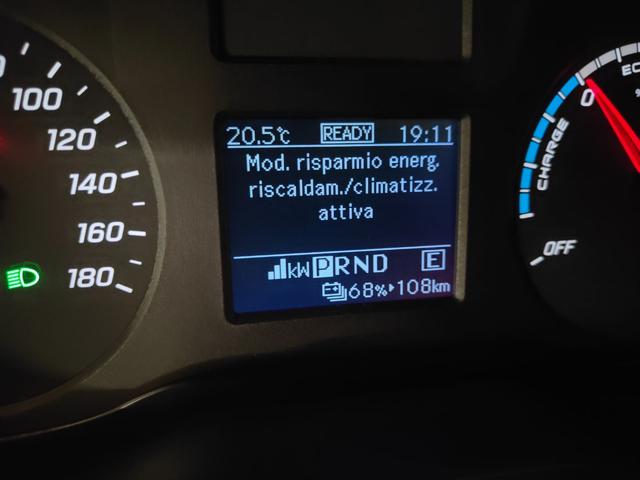 100
120
140
160
180
20.5°c READY 19:11
Mod. risparmio energ.
riscaldam./climatizz.
attiva
kW PRND E
68% 108km
0
CHARGE
OFF